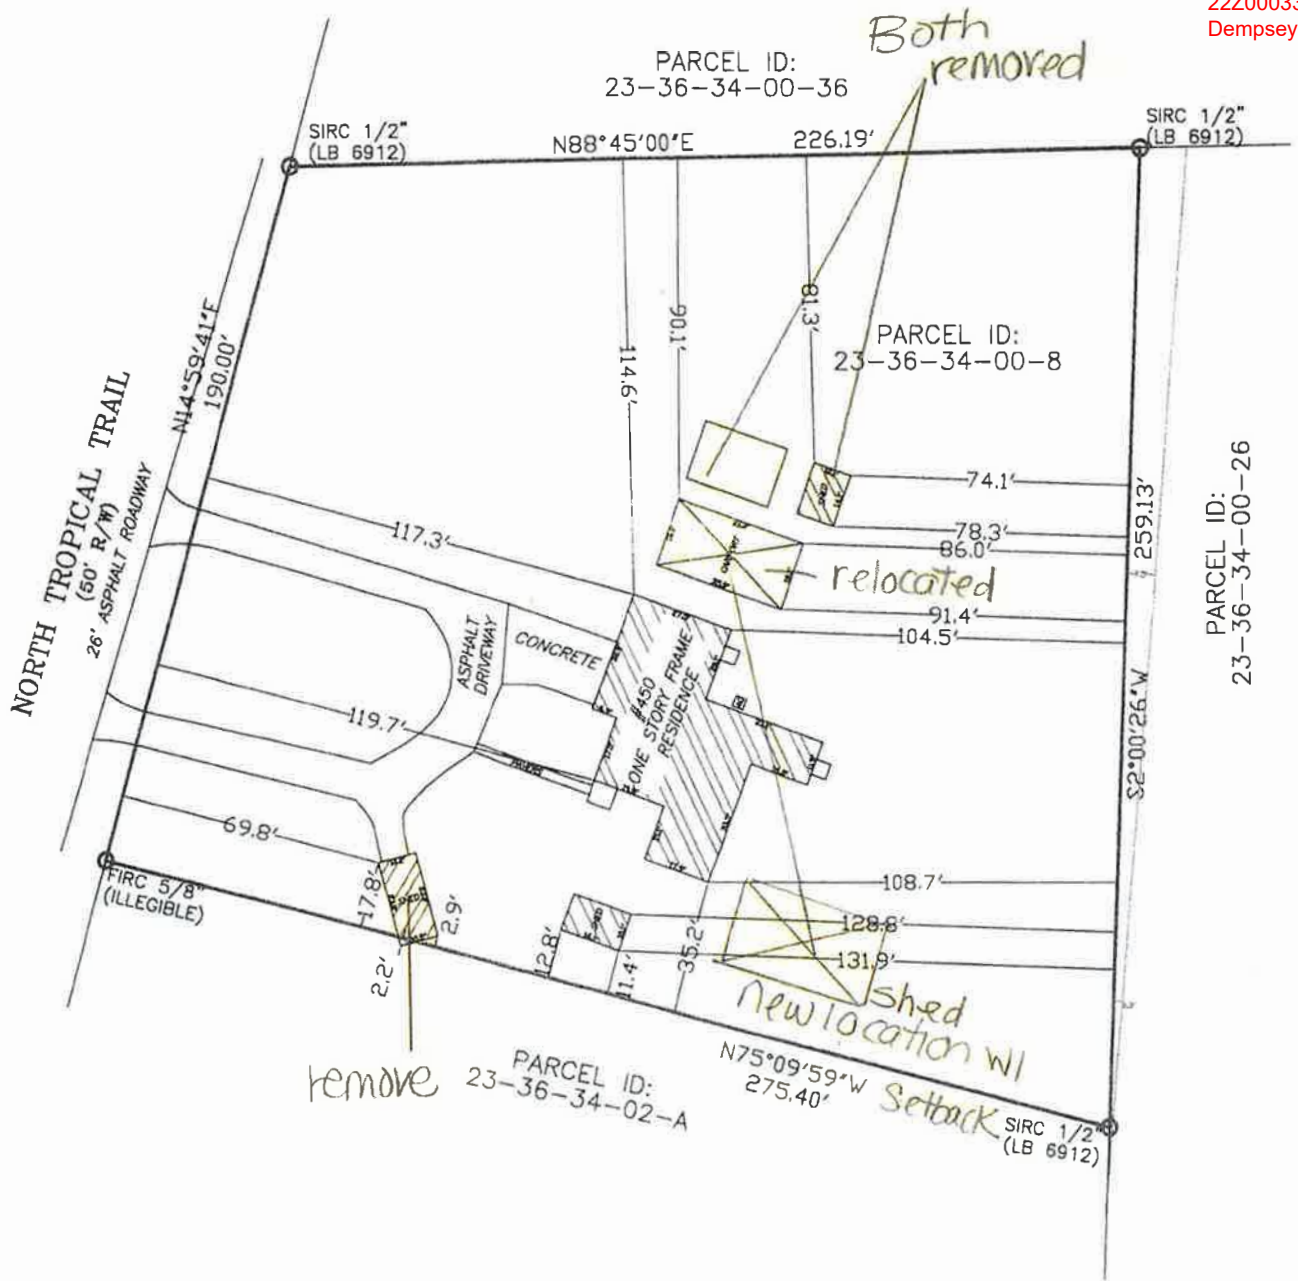 22Z00033
Dempsey
Both
removed
PARCEL ID:
23-36-34-00-36
SIRC 1/2"
(LB 6912)
N88°45'00"E
226.19'
SIRC 1/2"
(LB 6912)
N14°59'41"E
190.00'
114.6'
90.1'
81.3'
PARCEL ID:
23-36-34-00-8
NORTH TROPICAL TRAIL
(50' R/W)
26' ASPHALT ROADWAY
74.1'
SHED
78.3'
86.0'
259.13'
PARCEL ID:
23-36-34-00-26
117.3'
CARPORT
relocated
91.4'
104.5'
ASPHALT
DRIVEWAY
CONCRETE
#450
ONE STORY FRAME
RESIDENCE
S2°00'26"W
119.7'
69.8'
FIRC 5/8"
(ILLEGIBLE)
17.8'
SHED
2.9'
2.2'
108.7'
128.8'
131.9'
SHED
12.8'
11.4'
35.2'
shed
new location w/
Setback
remove
PARCEL ID:
23-36-34-02-A
N75°09'59"W
275.40'
SIRC 1/2"
(LB 6912)